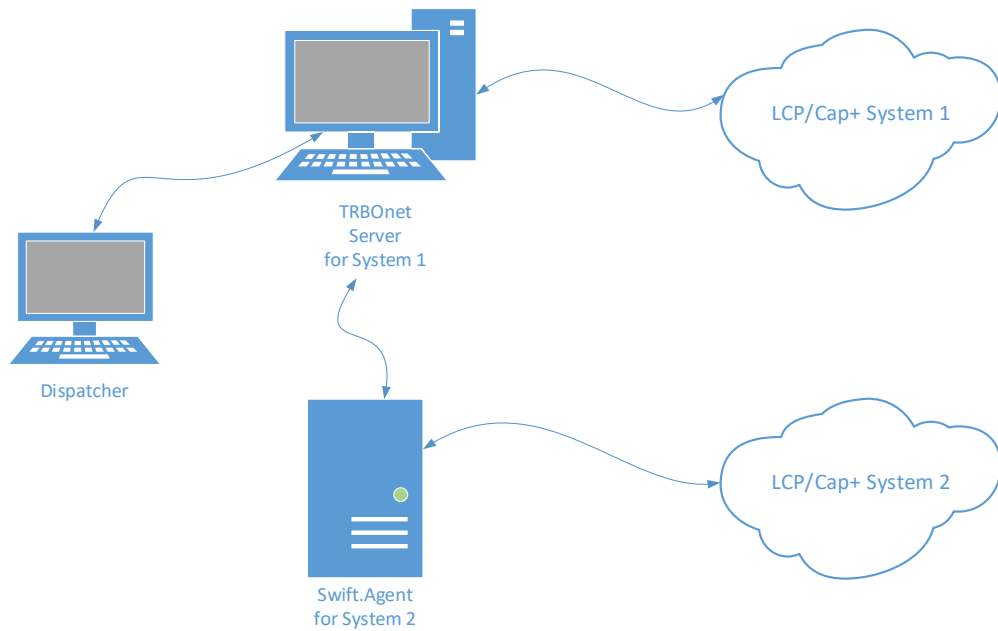 LCP/Cap+ System 1
TRBOnet
Server
for System 1
Dispatcher
LCP/Cap+ System 2
Swift.Agent
for System 2